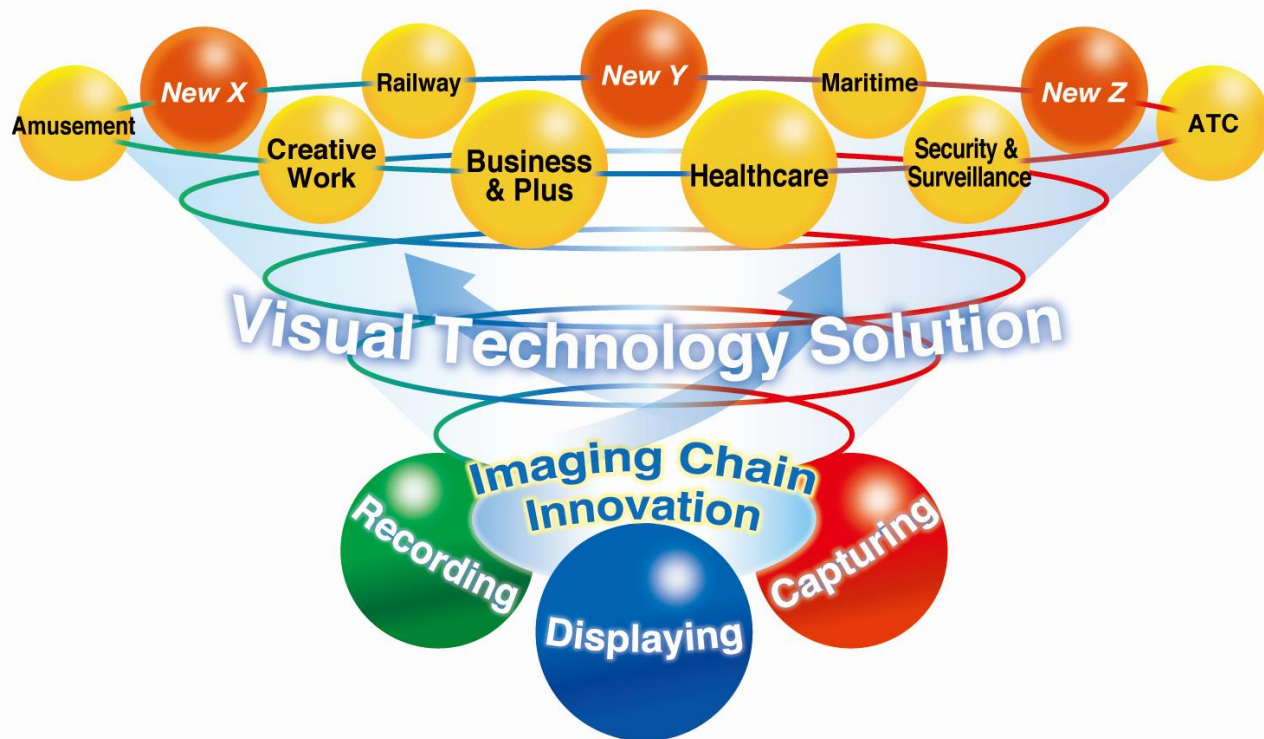 New X
Railway
New Y
Maritime
New Z
Amusement
ATC
Creative
Work
Business
& Plus
Healthcare
Security &
Surveillance
Visual Technology Solution
Imaging Chain
Innovation
Recording
Displaying
Capturing